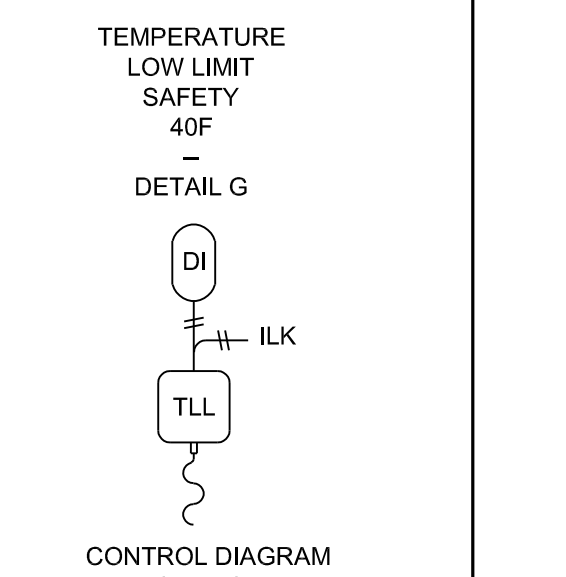 TEMPERATURE
LOW LIMIT
SAFETY
40F
–
DETAIL G
DI
ILK
TLL
CONTROL DIAGRAM